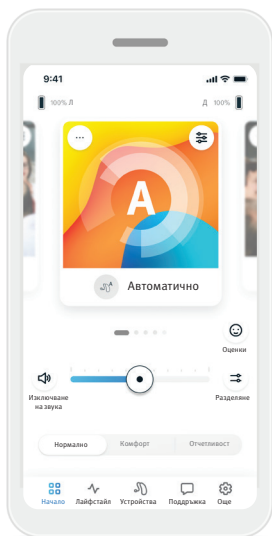 9:41
100% Л
Д 100%
A
Автоматично
Оценки
Изключване
на звука
Разделяне
Нормално
Комфорт
Отчетливост
Начало
Лайфстайл
Устройства
Поддръжка
Още